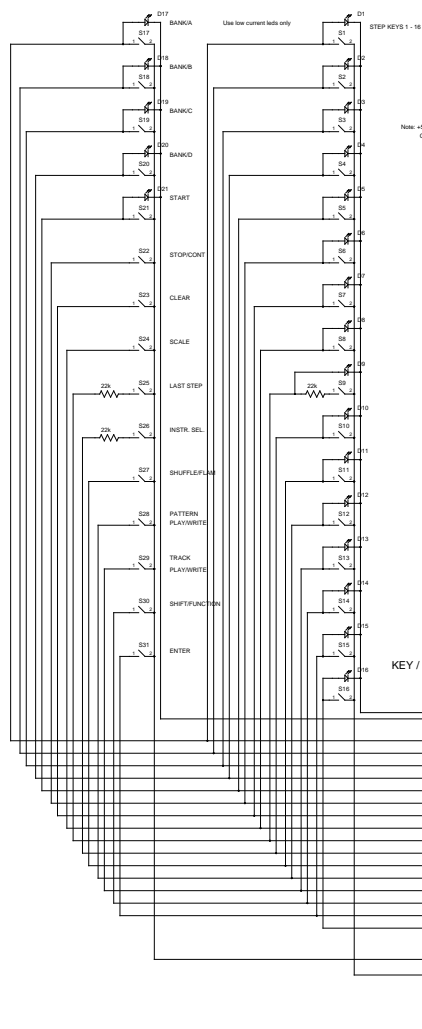 D17
BANK/A
Use low current leds only
D1
STEP KEYS 1 - 16
S17
1 2
S1
1 2
D18
BANK/B
D2
S18
1 2
S2
1 2
D19
BANK/C
D3
S19
1 2
S3
1 2
Note: +5
D20
BANK/D
D4
S20
1 2
S4
1 2
D21
START
D5
S21
1 2
S5
1 2
D6
S22
1 2
STOP/CONT
S6
1 2
D7
S23
1 2
CLEAR
S7
1 2
D8
S24
1 2
SCALE
S8
1 2
D9
22k
S25
1 2
LAST STEP
22k
S9
1 2
D10
22k
S26
1 2
INSTR. SEL.
S10
1 2
D11
S27
1 2
SHUFFLE/FLAM
S11
1 2
D12
S28
1 2
PATTERN
PLAY/WRITE
S12
1 2
D13
S29
1 2
TRACK
PLAY/WRITE
S13
1 2
D14
S30
1 2
SHIFT/FUNCTION
S14
1 2
D15
S31
1 2
ENTER
S15
1 2
KEY /
D16
S16
1 2